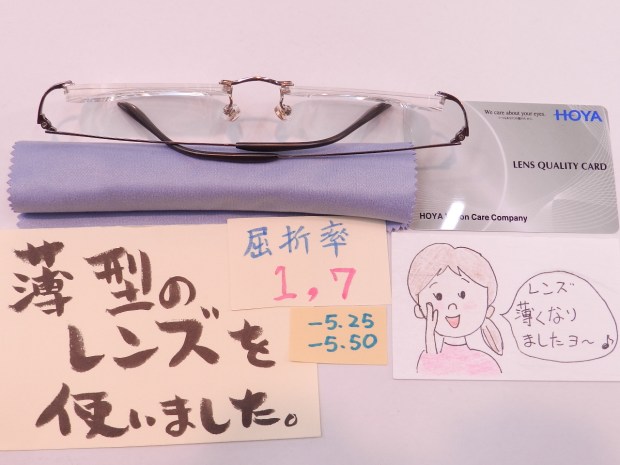 We care about your eyes.
HOYA
LENS QUALITY CARD
HOYA Care Company
屈折率
1,7
-5.25
-5.50
薄型の
レンズを
使いました。
レンズ
薄くなり
ましたヨ〜♪